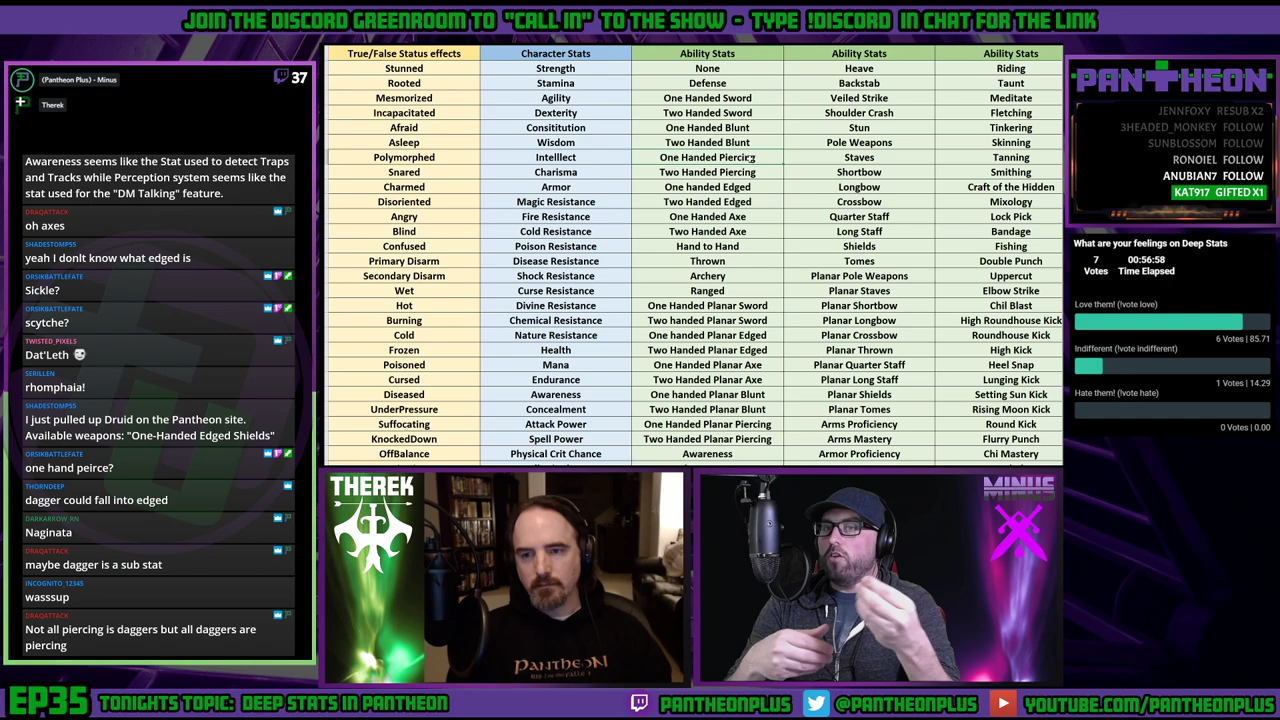 JOIN THE DISCORD GREENROOM TO "CALL IN" TO THE SHOW - TYPE !DISCORD IN CHAT FOR THE LINK
(Pantheon Plus) - Minus
37
Therek
Awareness seems like the Stat used to detect Traps
and Tracks while Perception system seems like the
stat used for the "DM Talking" feature.
DRAQATTACK
oh axes
SHADESTOMP55
yeah I donlt know what edged is
ORSIKBATTLEFATE
Sickle?
ORSIKBATTLEFATE
scytche?
TWISTED_PIXELS
Dat'Leth
SERILLEN
rhomphaia!
SHADESTOMP55
I just pulled up Druid on the Pantheon site.
Available weapons: "One-Handed Edged Shields"
ORSIKBATTLEFATE
one hand peirce?
THORNDEEP
dagger could fall into edged
DARKARROW_RN
Naginata
DRAQATTACK
maybe dagger is a sub stat
INCOGNITO_12345
wasssup
DRAQATTACK
Not all piercing is daggers but all daggers are
piercing
True/False Status effects Character Stats Ability Stats Ability Stats Ability Stats
Stunned Strength None Heave Riding
Rooted Stamina Defense Backstab Taunt
Mesmorized Agility One Handed Sword Veiled Strike Meditate
Incapacitated Dexterity Two Handed Sword Shoulder Crash Fletching
Afraid Consititution One Handed Blunt Stun Tinkering
Asleep Wisdom Two Handed Blunt Pole Weapons Skinning
Polymorphed Intelllect One Handed Piercing Staves Tanning
Snared Charisma Two Handed Piercing Shortbow Smithing
Charmed Armor One handed Edged Longbow Craft of the Hidden
Disoriented Magic Resistance Two Handed Edged Crossbow Mixology
Angry Fire Resistance One Handed Axe Quarter Staff Lock Pick
Blind Cold Resistance Two Handed Axe Long Staff Bandage
Confused Poison Resistance Hand to Hand Shields Fishing
Primary Disarm Disease Resistance Thrown Tomes Double Punch
Secondary Disarm Shock Resistance Archery Planar Pole Weapons Uppercut
Wet Curse Resistance Ranged Planar Staves Elbow Strike
Hot Divine Resistance One Handed Planar Sword Planar Shortbow Chil Blast
Burning Chemical Resistance Two handed Planar Sword Planar Longbow High Roundhouse Kick
Cold Nature Resistance One handed Planar Edged Planar Crossbow Roundhouse Kick
Frozen Health Two Handed Planar Edged Planar Thrown High Kick
Poisoned Mana One Handed Planar Axe Planar Quarter Staff Heel Snap
Cursed Endurance Two Handed Planar Axe Planar Long Staff Lunging Kick
Diseased Awareness One handed Planar Blunt Planar Shields Setting Sun Kick
UnderPressure Concealment Two Handed Planar Blunt Planar Tomes Rising Moon Kick
Suffocating Attack Power One Handed Planar Piercing Arms Proficiency Round Kick
KnockedDown Spell Power Two Handed Planar Piercing Arms Mastery Flurry Punch
OffBalance Physical Crit Chance Awareness Armor Proficiency Chi Mastery
PANTHEON
JENNFOXY RESUB X2
3HEADED_MONKEY FOLLOW
SUNBLOSSOM FOLLOW
RONOIEL FOLLOW
ANUBIAN7 FOLLOW
KAT917 GIFTED X1
What are your feelings on Deep Stats
7 00:56:58
Votes Time Elapsed
Love them! (!vote love)
6 Votes | 85.71
Indifferent (!vote indifferent)
1 Votes | 14.29
Hate them? (!vote hate)
0 Votes | 0.00
THEREK
PANTHEON
MINUS
EP.35 TONIGHTS TOPIC: DEEP STATS IN PANTHEON
PANTHEONPLUS @PANTHEONPLUS YOUTUBE.COM/PANTHEONPLUS